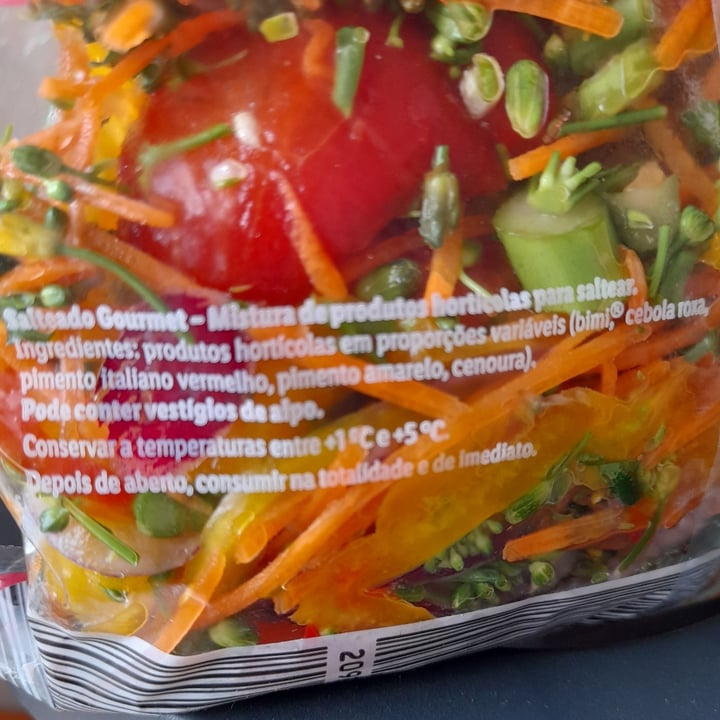 Salteado Gourmet - Mistura de produtos hortícolas para saltear.
Ingredientes: produtos hortícolas em proporções variáveis (bimi,® cebola roxa,
pimento italiano vermelho, pimento amarelo, cenoura).
Pode conter vestígios de aipo.
Conservar a temperaturas entre +1 °C e +5 °C.
Depois de aberto, consumir na totalidade e de imediato.